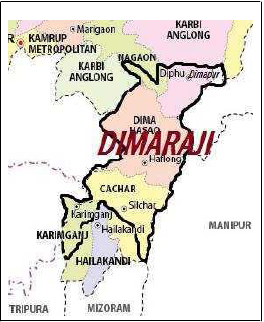 Marigaon
KARBI
ANGLONG
KAMRUP
METROPOLITAN
NAGAON
KARBI
ANGLONG
Diphu
Dimapur
DIMA
HASAO
DIMARAJI
Haflong
CACHAR
Silchar
Karimganj
KARIMGANJ
Hailakandi
HAILAKANDI
MANIPUR
TRIPURA
MIZORAM